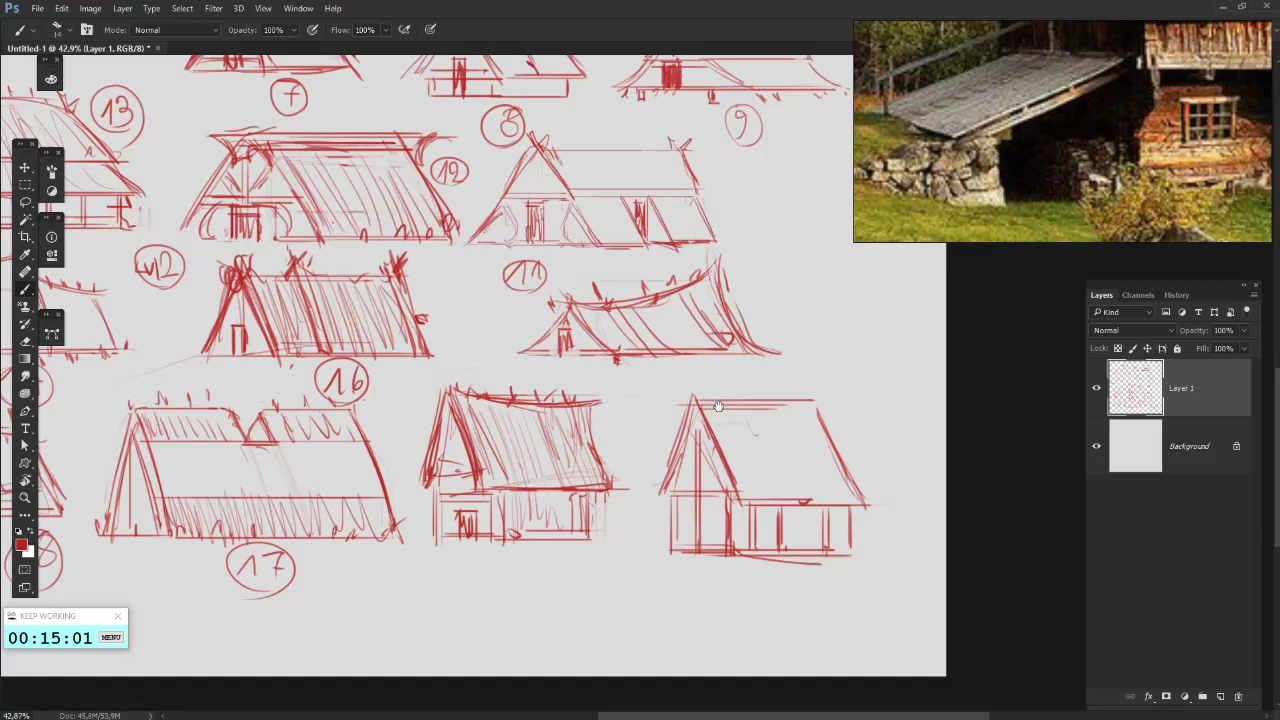 Ps File Edit Image Layer Type Select Filter 3D View Window Help
14 Mode: Normal Opacity: 100% Flow: 100%
Untitled-1 @ 42,9% (Layer 1, RGB/8) * ×
7
8
9
13
12
11
16
17
8
KEEP WORKING
00:15:01 MENU
Layers Channels History
Kind
Normal Opacity: 100%
Lock: Fill: 100%
Layer 1
Background
42,87% Doc: 45,8M/53,9M